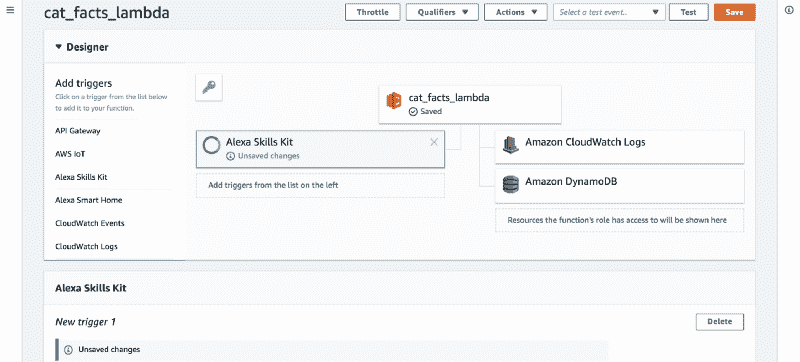 cat_facts_lambda
Throttle
Qualifiers
Actions
Select a test event..
Test
Save
Designer
Add triggers
Click on a trigger from the list below
to add it to your function.
API Gateway
AWS IoT
Alexa Skills Kit
Alexa Smart Home
CloudWatch Events
CloudWatch Logs
cat_facts_lambda
Saved
Alexa Skills Kit
Unsaved changes
Add triggers from the list on the left
Amazon CloudWatch Logs
Amazon DynamoDB
Resources the function's role has access to will be shown here
Alexa Skills Kit
New trigger 1
Delete
Unsaved changes